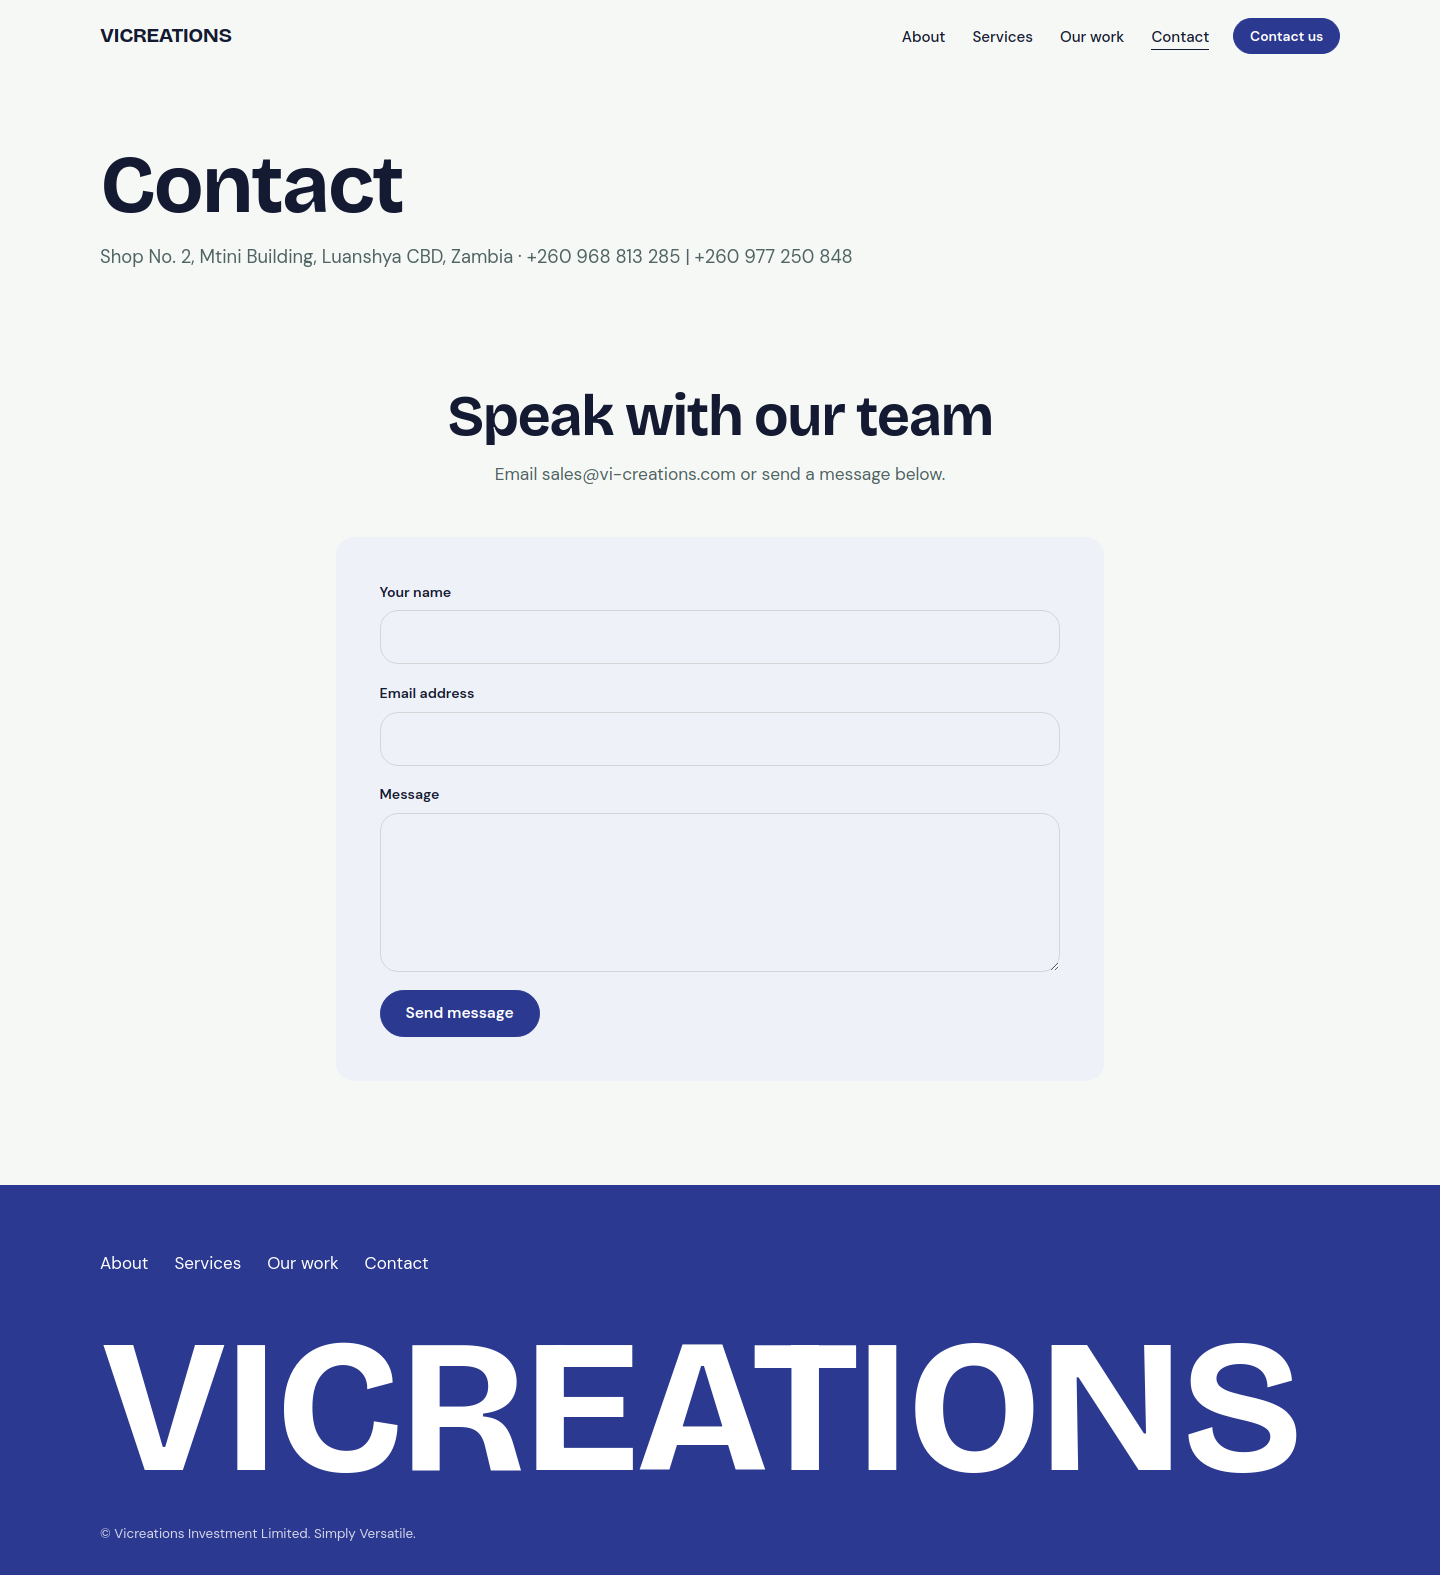 VICREATIONS
About
Services
Our work
Contact
Contact us
Contact
Shop No. 2, Mtini Building, Luanshya CBD, Zambia · +260 968 813 285 | +260 977 250 848
Speak with our team
Email sales@vi-creations.com or send a message below.
Your name
Email address
Message
Send message
About
Services
Our work
Contact
VICREATIONS
© Vicreations Investment Limited. Simply Versatile.